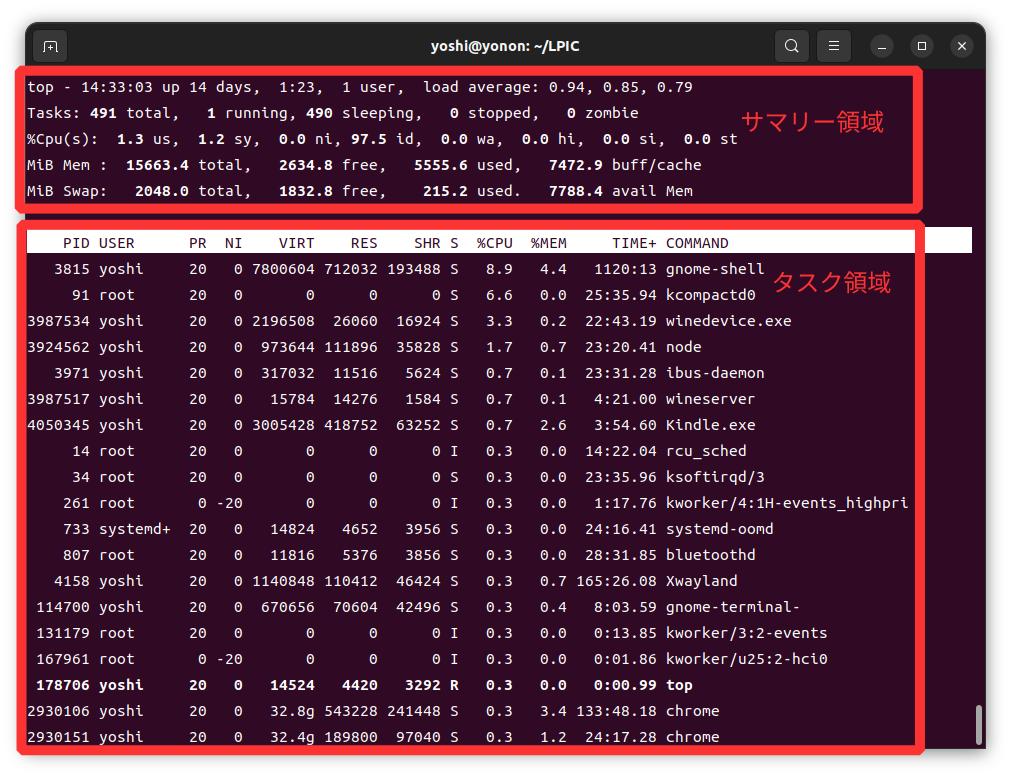 yoshi@yonon: ~/LPIC
top - 14:33:03 up 14 days,  1:23,  1 user,  load average: 0.94, 0.85, 0.79
Tasks: 491 total,   1 running, 490 sleeping,   0 stopped,   0 zombie
サマリー領域
%Cpu(s):  1.3 us,  1.2 sy,  0.0 ni, 97.5 id,  0.0 wa,  0.0 hi,  0.0 si,  0.0 st
MiB Mem :  15663.4 total,   2634.8 free,   5555.6 used,   7472.9 buff/cache
MiB Swap:   2048.0 total,   1832.8 free,    215.2 used.   7788.4 avail Mem
PID USER      PR  NI    VIRT    RES    SHR S  %CPU  %MEM     TIME+ COMMAND
3815 yoshi     20   0 7800604 712032 193488 S   8.9   4.4   1120:13 gnome-shell
タスク領域
91 root      20   0       0      0      0 S   6.6   0.0  25:35.94 kcompactd0
3987534 yoshi     20   0 2196508  26060  16924 S   3.3   0.2  22:43.19 winedevice.exe
3924562 yoshi     20   0  973644 111896  35828 S   1.7   0.7  23:20.41 node
3971 yoshi     20   0  317032  11516   5624 S   0.7   0.1  23:31.28 ibus-daemon
3987517 yoshi     20   0   15784  14276   1584 S   0.7   0.1   4:21.00 wineserver
4050345 yoshi     20   0 3005428 418752  63252 S   0.7   2.6   3:54.60 Kindle.exe
14 root      20   0       0      0      0 I   0.3   0.0  14:22.04 rcu_sched
34 root      20   0       0      0      0 S   0.3   0.0  23:35.96 ksoftirqd/3
261 root       0 -20       0      0      0 I   0.3   0.0   1:17.76 kworker/4:1H-events_highpri
733 systemd+  20   0   14824   4652   3956 S   0.3   0.0  24:16.41 systemd-oomd
807 root      20   0   11816   5376   3856 S   0.3   0.0  28:31.85 bluetoothd
4158 yoshi     20   0 1140848 110412  46424 S   0.3   0.7 165:26.08 Xwayland
114700 yoshi     20   0  670656  70604  42496 S   0.3   0.4   8:03.59 gnome-terminal-
131179 root      20   0       0      0      0 I   0.3   0.0   0:13.85 kworker/3:2-events
167961 root       0 -20       0      0      0 I   0.3   0.0   0:01.86 kworker/u25:2-hci0
178706 yoshi     20   0   14524   4420   3292 R   0.3   0.0   0:00.99 top
2930106 yoshi     20   0   32.8g 543228 241448 S   0.3   3.4 133:48.18 chrome
2930151 yoshi     20   0   32.4g 189800  97040 S   0.3   1.2  24:17.28 chrome